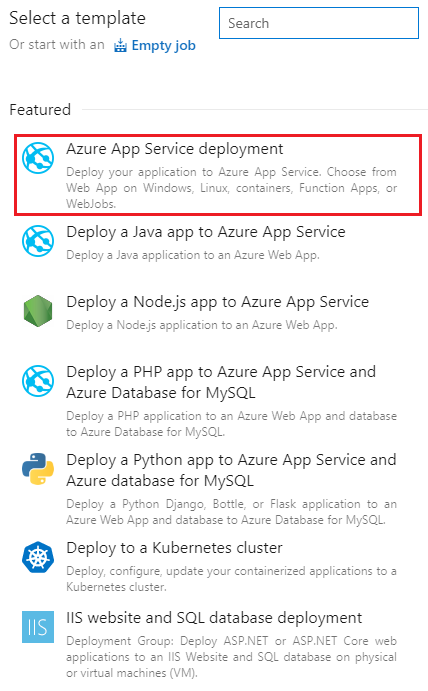 Select a template
Search
Or start with an Empty job
Featured
Azure App Service deployment
Deploy your application to Azure App Service. Choose from
Web App on Windows, Linux, containers, Function Apps, or
WebJobs.
Deploy a Java app to Azure App Service
Deploy a Java application to an Azure Web App.
Deploy a Node.js app to Azure App Service
Deploy a Node.js application to an Azure Web App.
Deploy a PHP app to Azure App Service and
Azure Database for MySQL
Deploy a PHP application to an Azure Web App and database
to Azure Database for MySQL.
Deploy a Python app to Azure App Service and
Azure database for MySQL
Deploy a Python Django, Bottle, or Flask application to an
Azure Web App and database to Azure Database for MySQL.
Deploy to a Kubernetes cluster
Deploy, configure, update your containerized applications to a
Kubernetes cluster.
IIS
IIS website and SQL database deployment
Deployment Group: Deploy ASP.NET or ASP.NET Core web
applications to an IIS Website and SQL database on physical
or virtual machines (VM).